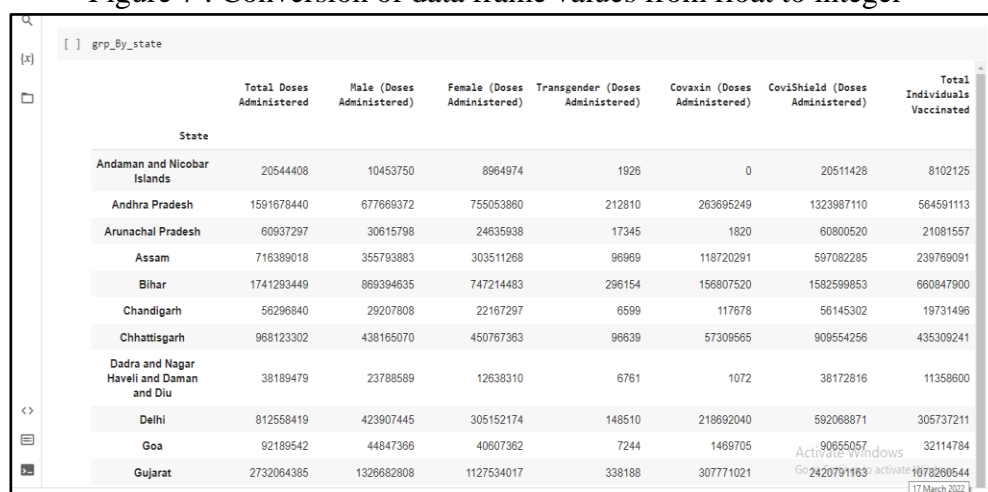 Figure 7 : Conversion of data frame values from float to integer
{x}
[ ] grp_By_state
Total Doses Administered Male (Doses Administered) Female (Doses Administered) Transgender (Doses Administered) Covaxin (Doses Administered) CoviShield (Doses Administered) Total Individuals Vaccinated
State
Andaman and Nicobar Islands 20544408 10453750 8964974 1926 0 20511428 8102125
Andhra Pradesh 1591678440 677669372 755053860 212810 263695249 1323987110 564591113
Arunachal Pradesh 60937297 30615798 24635938 17345 1820 60800520 21081557
Assam 716389018 355793883 303511268 96969 118720291 597082285 239769091
Bihar 1741293449 869394635 747214483 296154 156807520 1582599853 660847900
Chandigarh 56296840 29207808 22167297 6599 117678 56145302 19731496
Chhattisgarh 968123302 438165070 450767363 96639 57309565 909554256 435309241
Dadra and Nagar Haveli and Daman and Diu 38189479 23788589 12638310 6761 1072 38172816 11358600
Delhi 812558419 423907445 305152174 148510 218692040 592068871 305737211
Goa 92189542 44847366 40607362 7244 1469705 90655057 32114784
Activate Windows
Gujarat 2732064385 1326682808 1127534017 338188 307771021 2420791163 1078260544
17 March 2022